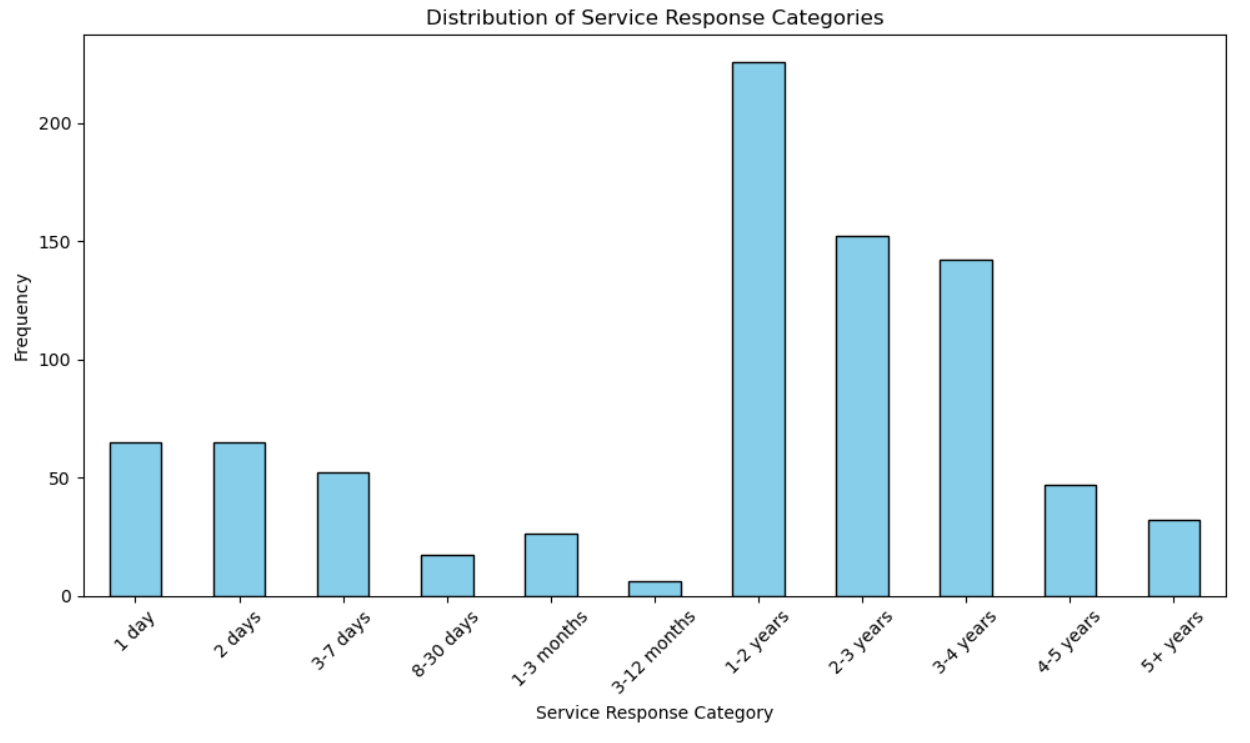 Distribution of Service Response Categories
Frequency
200
150
100
50
0
1 day
2 days
3-7 days
8-30 days
1-3 months
3-12 months
1-2 years
2-3 years
3-4 years
4-5 years
5+ years
Service Response Category